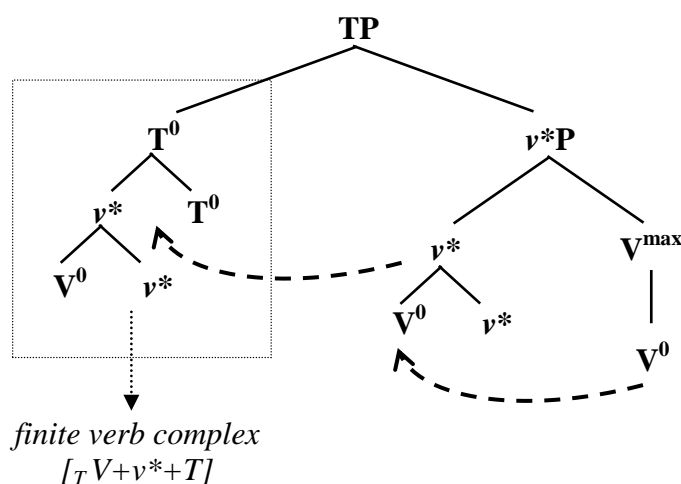 TP
T⁰ v*P
v* T⁰ v* Vᵐᵃˣ
V⁰ v* V⁰ v* V⁰
finite verb complex
[T V+v*+T]